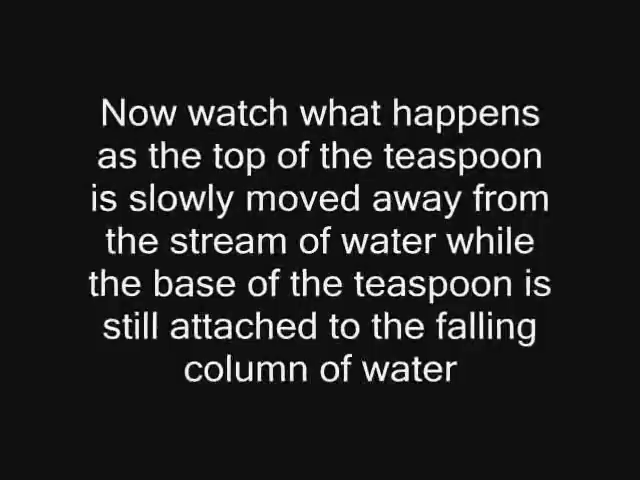 Now watch what happens
as the top of the teaspoon
is slowly moved away from
the stream of water while
the base of the teaspoon is
still attached to the falling
column of water